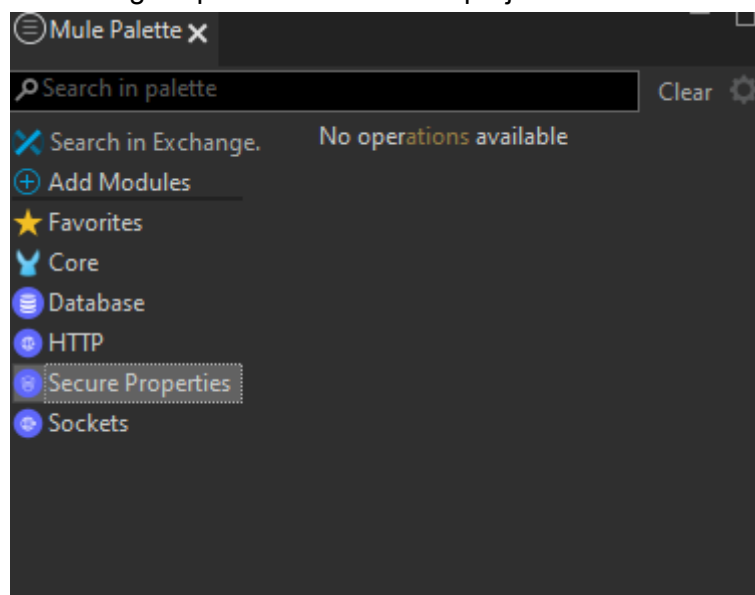 Mule Palette
Search in palette
Clear
Search in Exchange.
No operations available
Add Modules
Favorites
Core
Database
HTTP
Secure Properties
Sockets